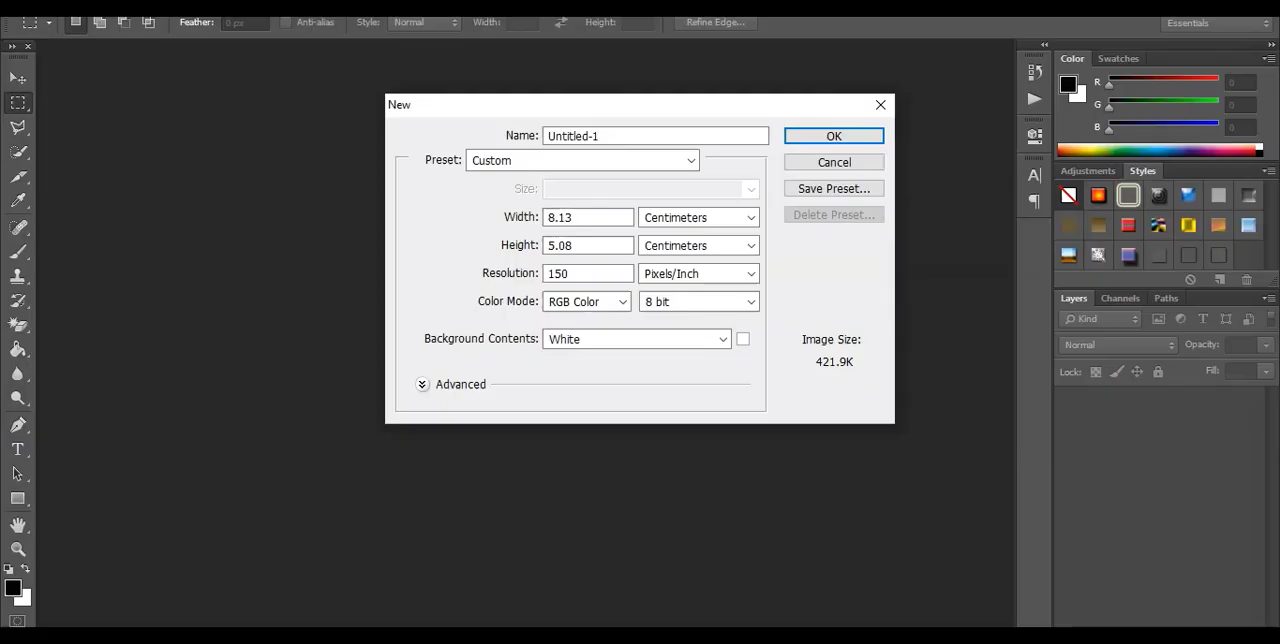 Feather: 0 px Anti-alias Style: Normal Width: Height: Refine Edge... Essentials
Color Swatches
R 0
G 0
B 0
Adjustments Styles
Layers Channels Paths
Kind
Normal Opacity:
Lock: Fill:
New
Name: Untitled-1 OK
Preset: Custom Cancel
Size: Save Preset...
Width: 8.13 Centimeters Delete Preset...
Height: 5.08 Centimeters
Resolution: 150 Pixels/Inch
Color Mode: RGB Color 8 bit
Background Contents: White Image Size:
421.9K
Advanced